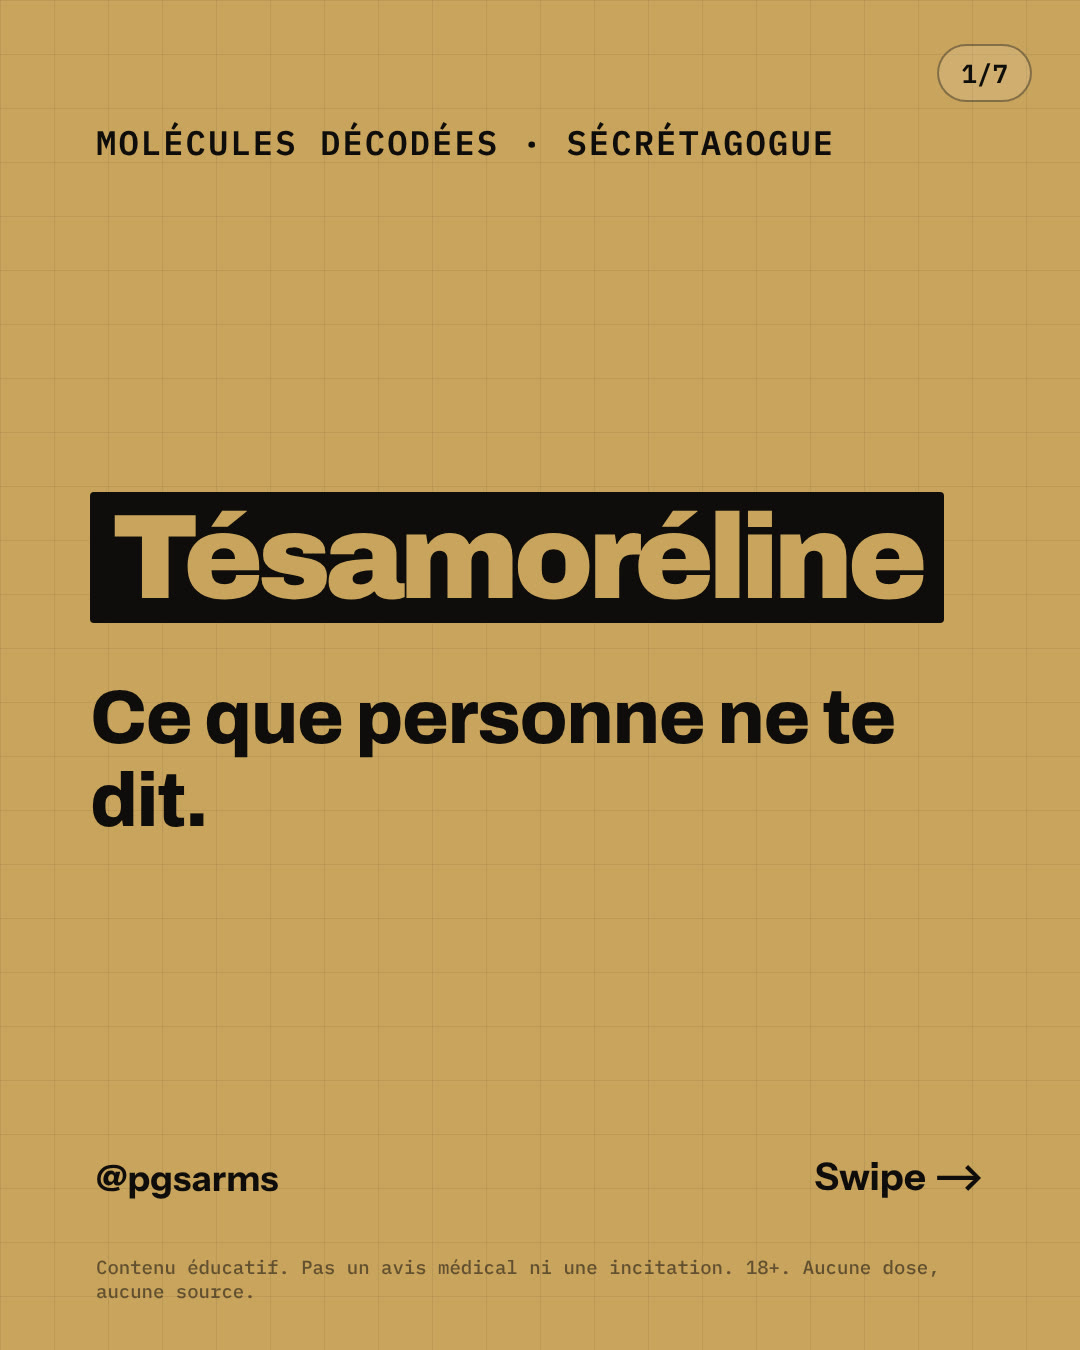 1/7
MOLÉCULES DÉCODÉES · SÉCRÉTAGOGUE
Tésamoréline
Ce que personne ne te
dit.
@pgsarms
Swipe →
Contenu éducatif. Pas un avis médical ni une incitation. 18+. Aucune dose,
aucune source.